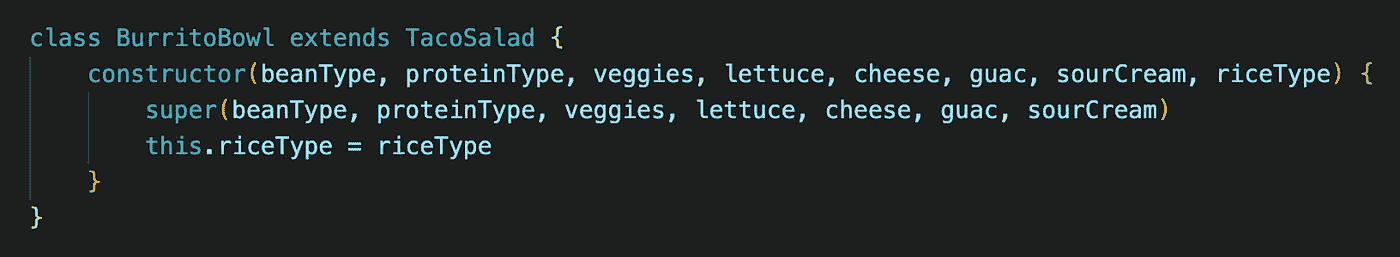 class BurritoBowl extends TacoSalad {
    constructor(beanType, proteinType, veggies, lettuce, cheese, guac, sourCream, riceType) {
        super(beanType, proteinType, veggies, lettuce, cheese, guac, sourCream)
        this.riceType = riceType
    }
}